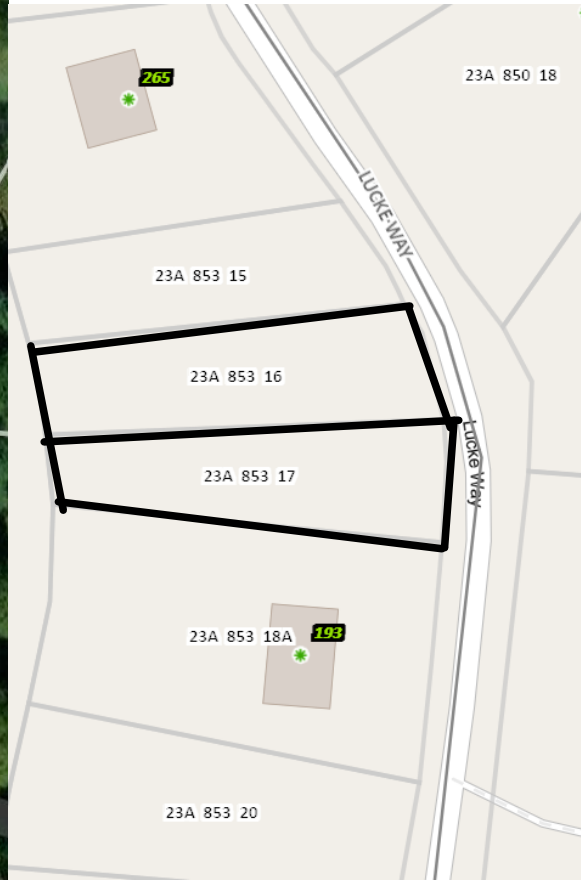 265
23A 850 18
LUCKE WAY
23A 853 15
23A 853 16
Lucke Way
23A 853 17
193
23A 853 18A
23A 853 20